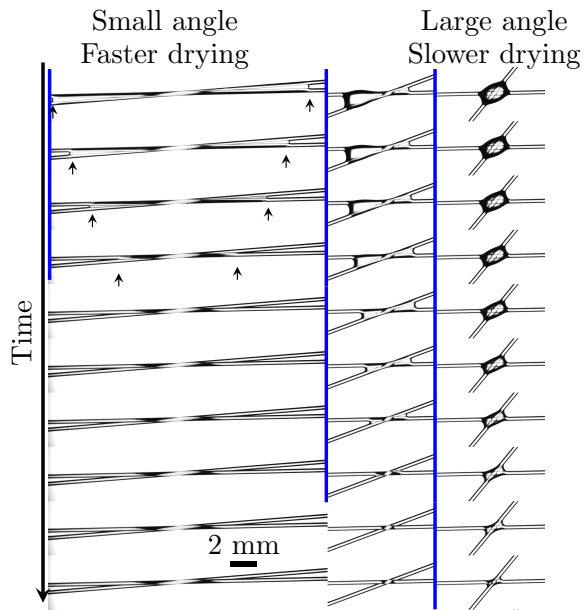 Small angle
Faster drying
Large angle
Slower drying
Time
2 mm